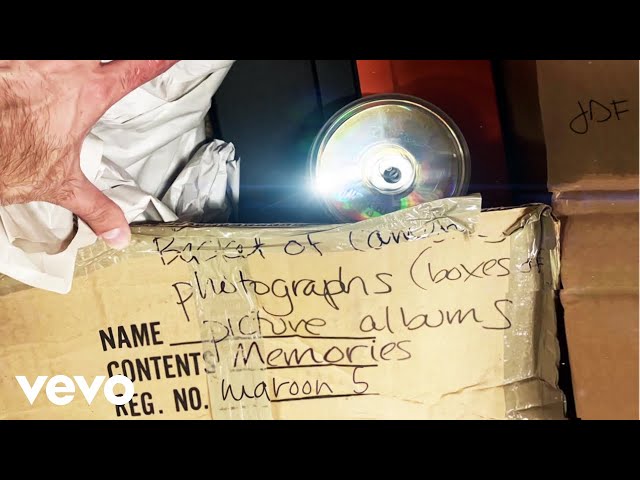 JDF
Basket of
photographs (boxes of
NAME picture albums
CONTENTS Memories
REG. NO. Maroon 5
vevo